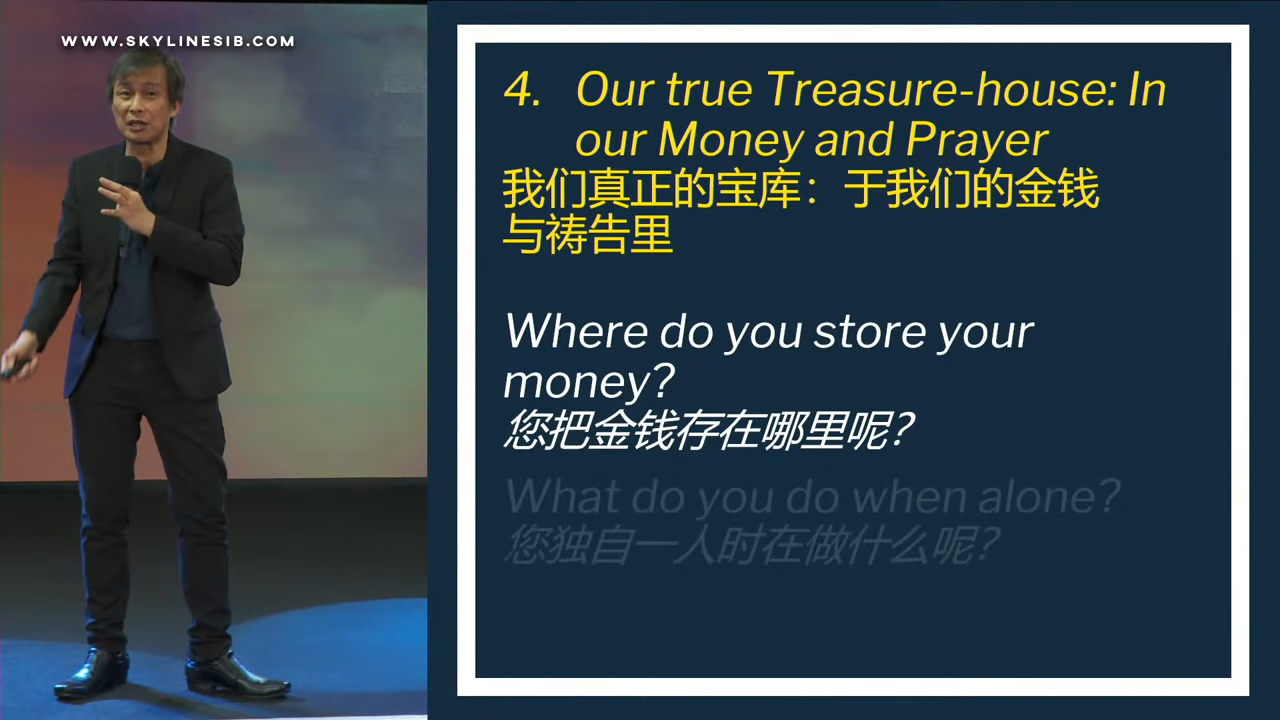 WWW.SKYLINESIB.COM
4. Our true Treasure-house: In
our Money and Prayer
我们真正的宝库：于我们的金钱
与祷告里
Where do you store your
money?
您把金钱存在哪里呢？
What do you do when alone?
您独自一人时在做什么呢？